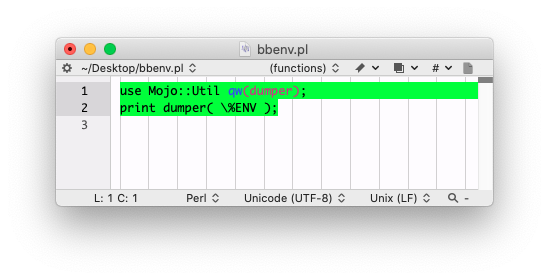 bbenv.pl
~/Desktop/bbenv.pl (functions) #
1 use Mojo::Util qw(dumper);
2 print dumper( \%ENV );
3
L: 1 C: 1 Perl Unicode (UTF-8) Unix (LF) -